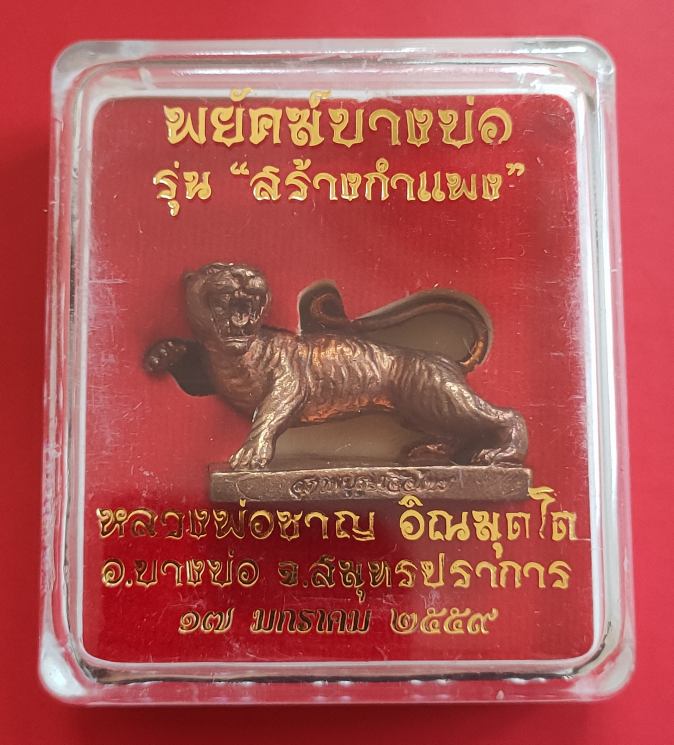 พยัคฆ์บางบ่อ
รุ่น “สร้างกำแพง”
หลวงพ่อชาญ อิณมุตโต
อ.บางบ่อ จ.สมุทรปราการ
๑๗ มกราคม ๒๕๕๙